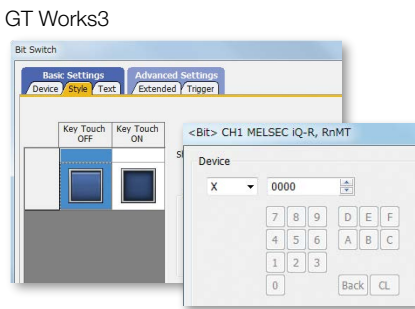 GT Works3
Bit Switch
Basic Settings Advanced Settings
Device Style Text Extended Trigger
Key Touch OFF Key Touch ON
<Bit> CH1 MELSEC iQ-R, RnMT
Device
X 0000
7 8 9 D E F
4 5 6 A B C
1 2 3
0 Back CL